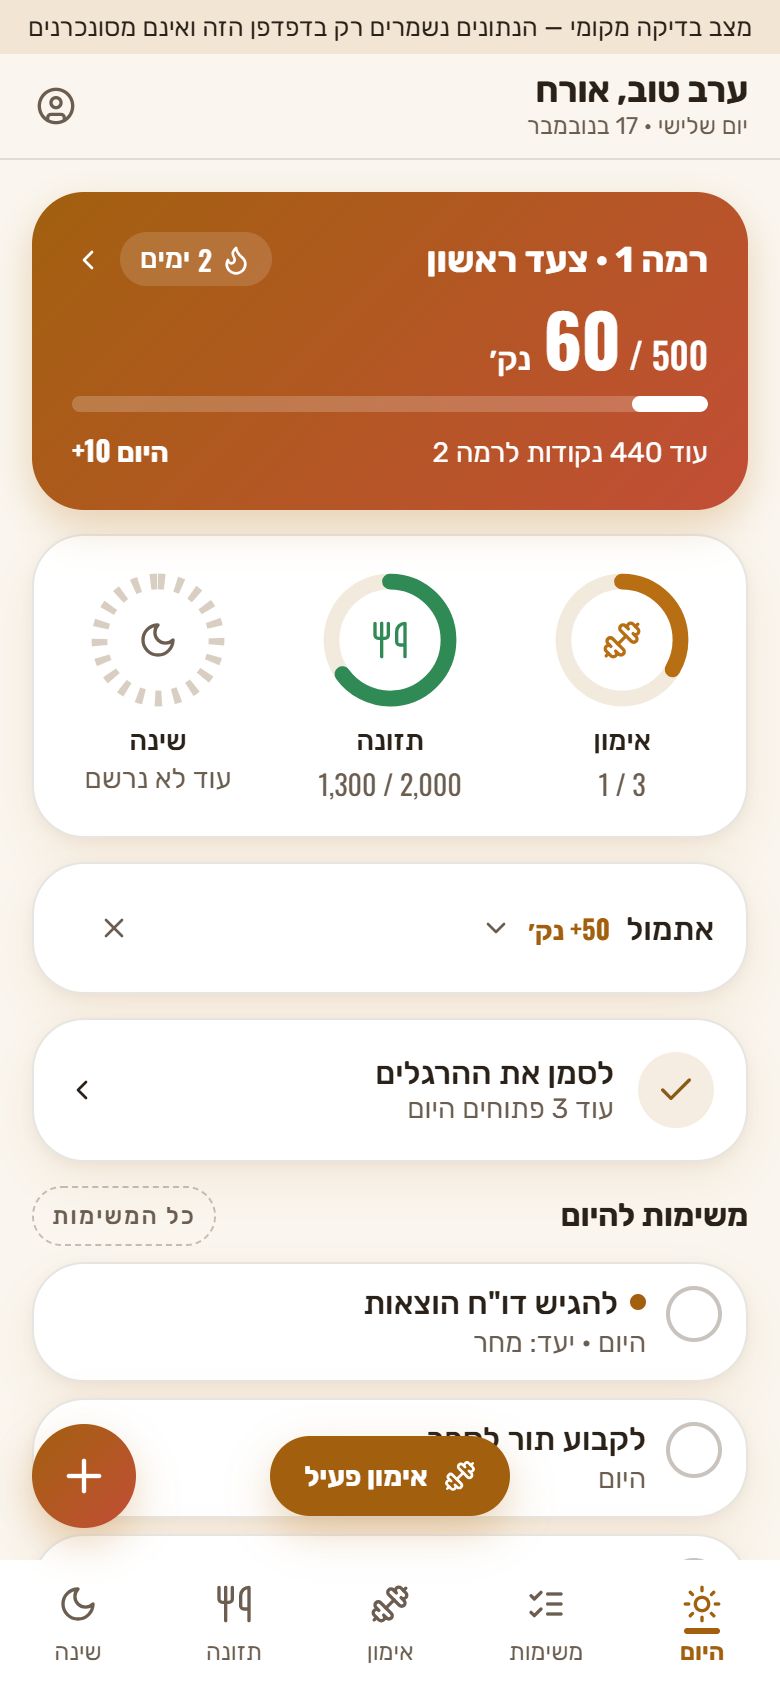 מצב בדיקה מקומי – הנתונים נשמרים רק בדפדפן הזה ואינם מסונכרנים
ערב טוב, אורח
יום שלישי • 17 בנובמבר
רמה 1 • צעד ראשון
2 ימים
60 / 500 נק׳
עוד 440 נקודות לרמה 2
היום +10
אימון
1 / 3
תזונה
1,300 / 2,000
שינה
עוד לא נרשם
אתמול +50 נק׳
לסמן את ההרגלים
עוד 3 פתוחים היום
משימות להיום
כל המשימות
להגיש דו"ח הוצאות
היום • יעד: מחר
לקבוע תור
היום
אימון פעיל
היום
משימות
אימון
תזונה
שינה